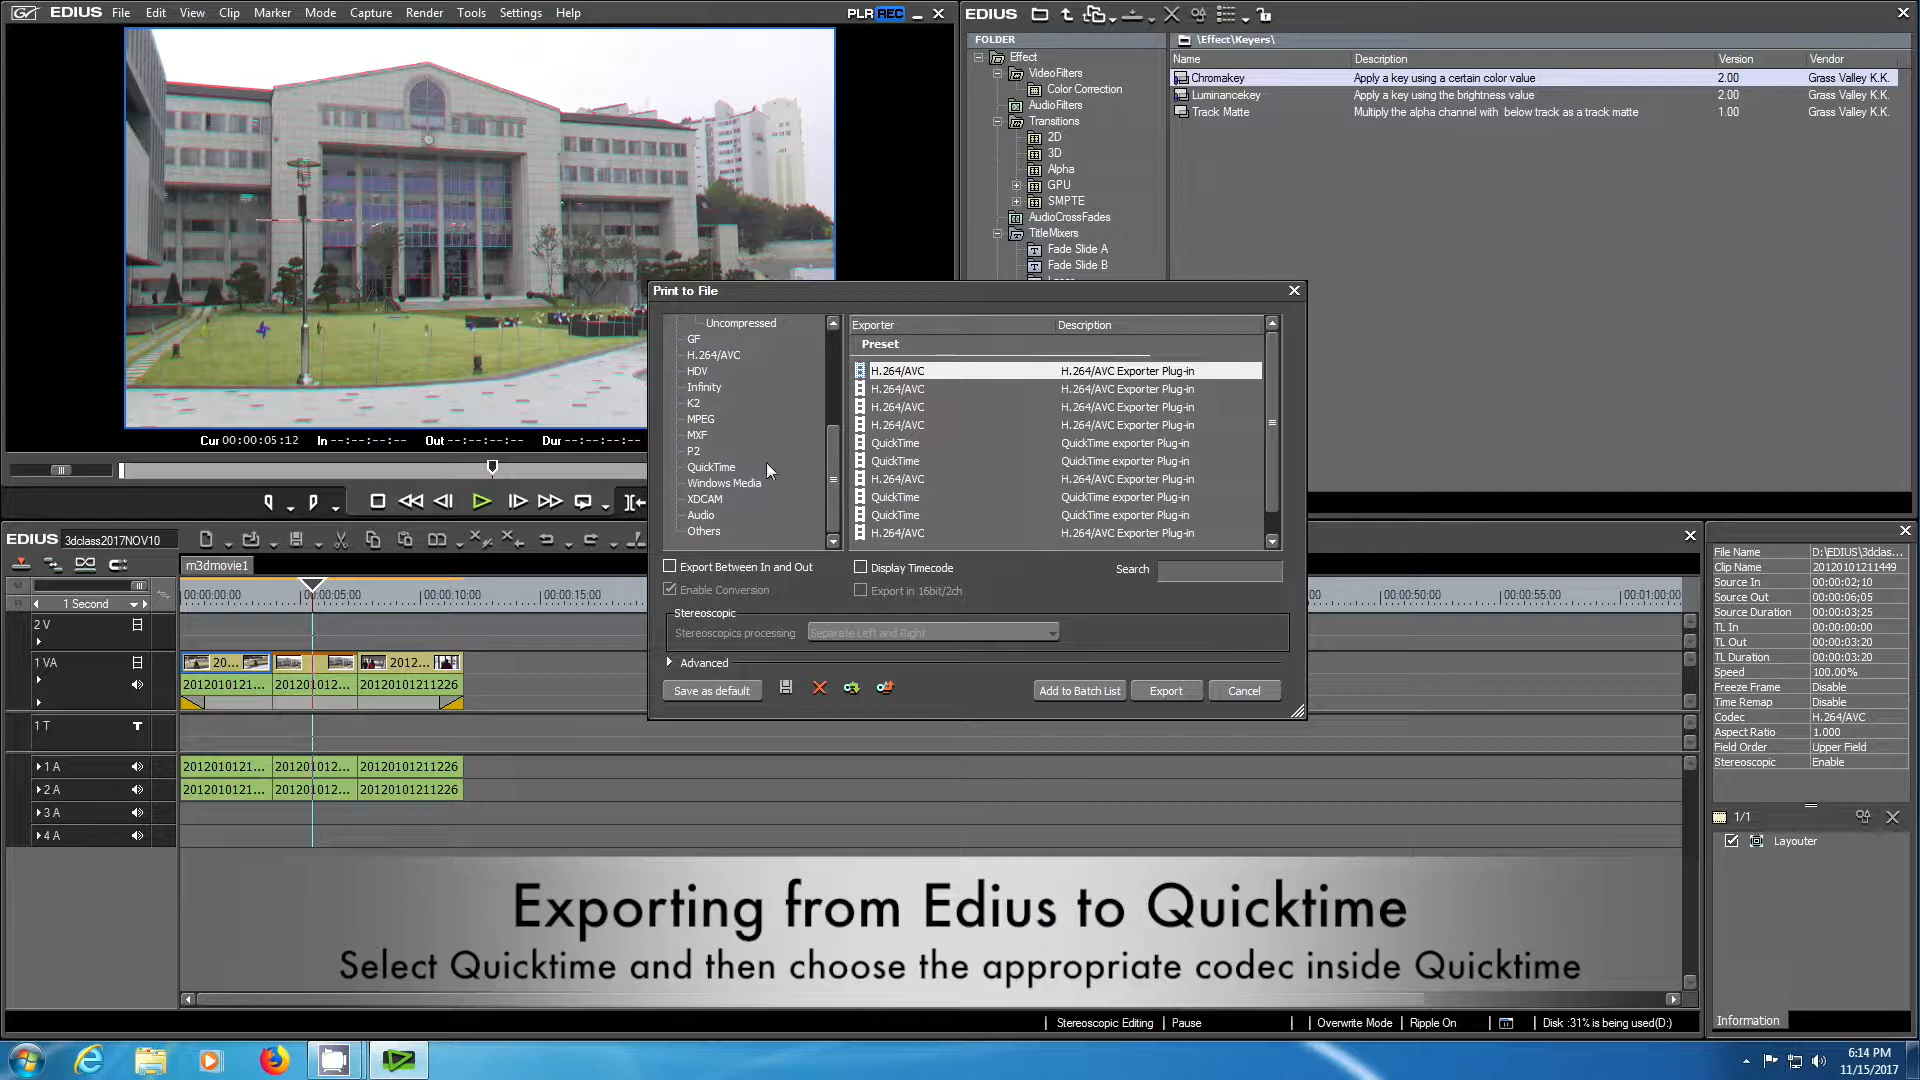 EDIUS File Edit View Clip Marker Mode Capture Render Tools Settings Help
PLR REC
Cur 00:00:05:12 In --:--:--:-- Out --:--:--:-- Dur --:--:--:--
EDIUS
FOLDER
Effect
VideoFilters
Color Correction
AudioFilters
Transitions
2D
3D
Alpha
GPU
SMPTE
AudioCrossFades
TitleMixers
Fade Slide A
Fade Slide B
\Effect\Keyers\
Name Description Version Vendor
Chromakey Apply a key using a certain color value 2.00 Grass Valley K.K.
Luminancekey Apply a key using the brightness value 2.00 Grass Valley K.K.
Track Matte Multiply the alpha channel with below track as a track matte 1.00 Grass Valley K.K.
Print to File
Uncompressed
GF
H.264/AVC
HDV
Infinity
K2
MPEG
MXF
P2
QuickTime
Windows Media
XDCAM
Audio
Others
Exporter Description
Preset
H.264/AVC H.264/AVC Exporter Plug-in
H.264/AVC H.264/AVC Exporter Plug-in
H.264/AVC H.264/AVC Exporter Plug-in
H.264/AVC H.264/AVC Exporter Plug-in
QuickTime QuickTime exporter Plug-in
QuickTime QuickTime exporter Plug-in
H.264/AVC H.264/AVC Exporter Plug-in
QuickTime QuickTime exporter Plug-in
QuickTime QuickTime exporter Plug-in
H.264/AVC H.264/AVC Exporter Plug-in
Export Between In and Out Display Timecode Search
Enable Conversion Export in 16bit/2ch
Stereoscopic
Stereoscopics processing Separate Left and Right
Advanced
Save as default Add to Batch List Export Cancel
EDIUS 3dclass2017NOV10
m3dmovie1
1 Second 00:00:00:00 00:00:05:00 00:00:10:00 00:00:15:00 00 00:00:50:00 00:00:55:00 00:01:00:00
2 V
1 VA 20... 2012...
2012010121... 201201012... 20120101211226
1 T T
1 A 2012010121... 201201012... 20120101211226
2 A 2012010121... 201201012... 20120101211226
3 A
4 A
File Name D:\EDIUS\3dclas...
Clip Name 20120101211449
Source In 00:00:02;10
Source Out 00:00:06;05
Source Duration 00:00:03;25
TL In 00:00:00:00
TL Out 00:00:03;20
TL Duration 00:00:03;20
Speed 100.00%
Freeze Frame Disable
Time Remap Disable
Codec H.264/AVC
Aspect Ratio 1.000
Field Order Upper Field
Stereoscopic Enable
1/1
Layouter
Information
Exporting from Edius to Quicktime
Select Quicktime and then choose the appropriate codec inside Quicktime
Stereoscopic Editing Pause Overwrite Mode Ripple On Disk :31% is being used(D:)
6:14 PM
11/15/2017